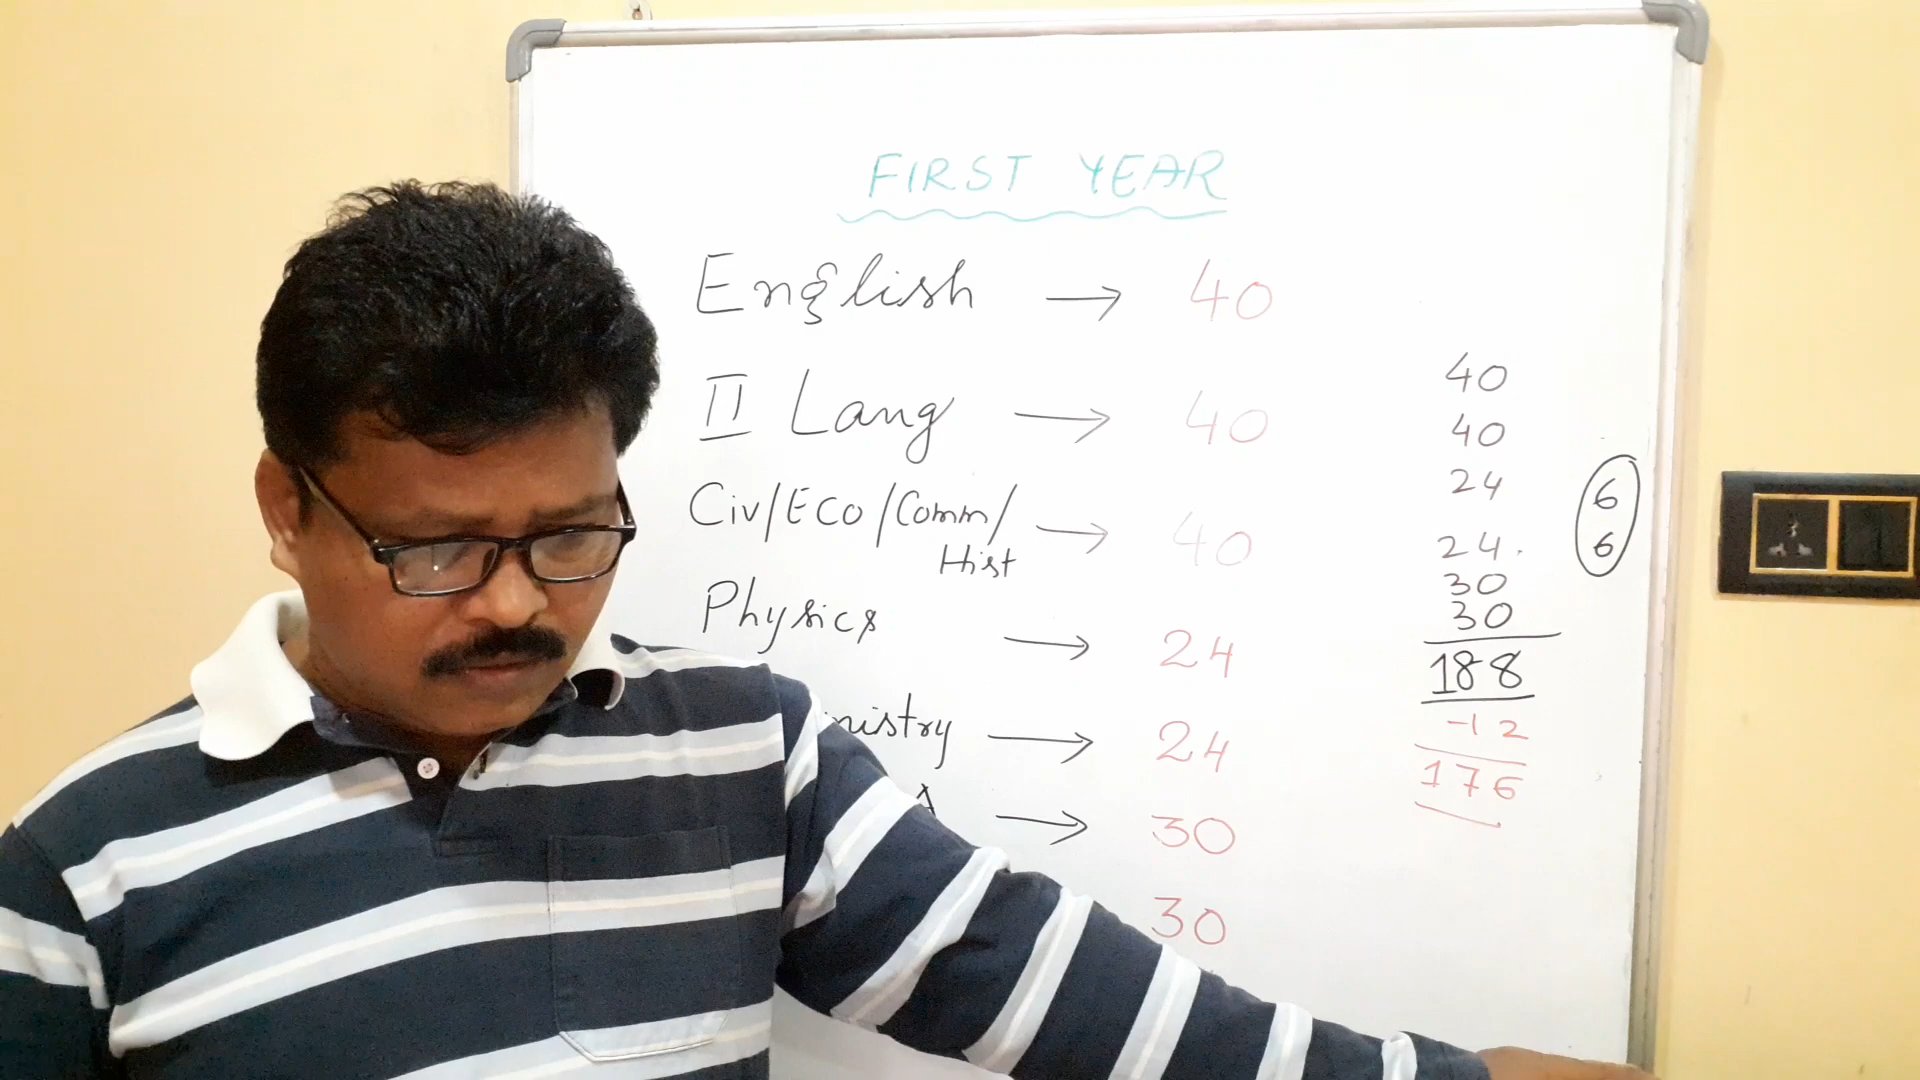 FIRST YEAR
English → 40
II Lang → 40
Civ/Eco/Comm/ → 40
Hist
Physics → 24
nistry → 24
A → 30
30
40
40
24
24.
30
30
188
-12
176
6
6